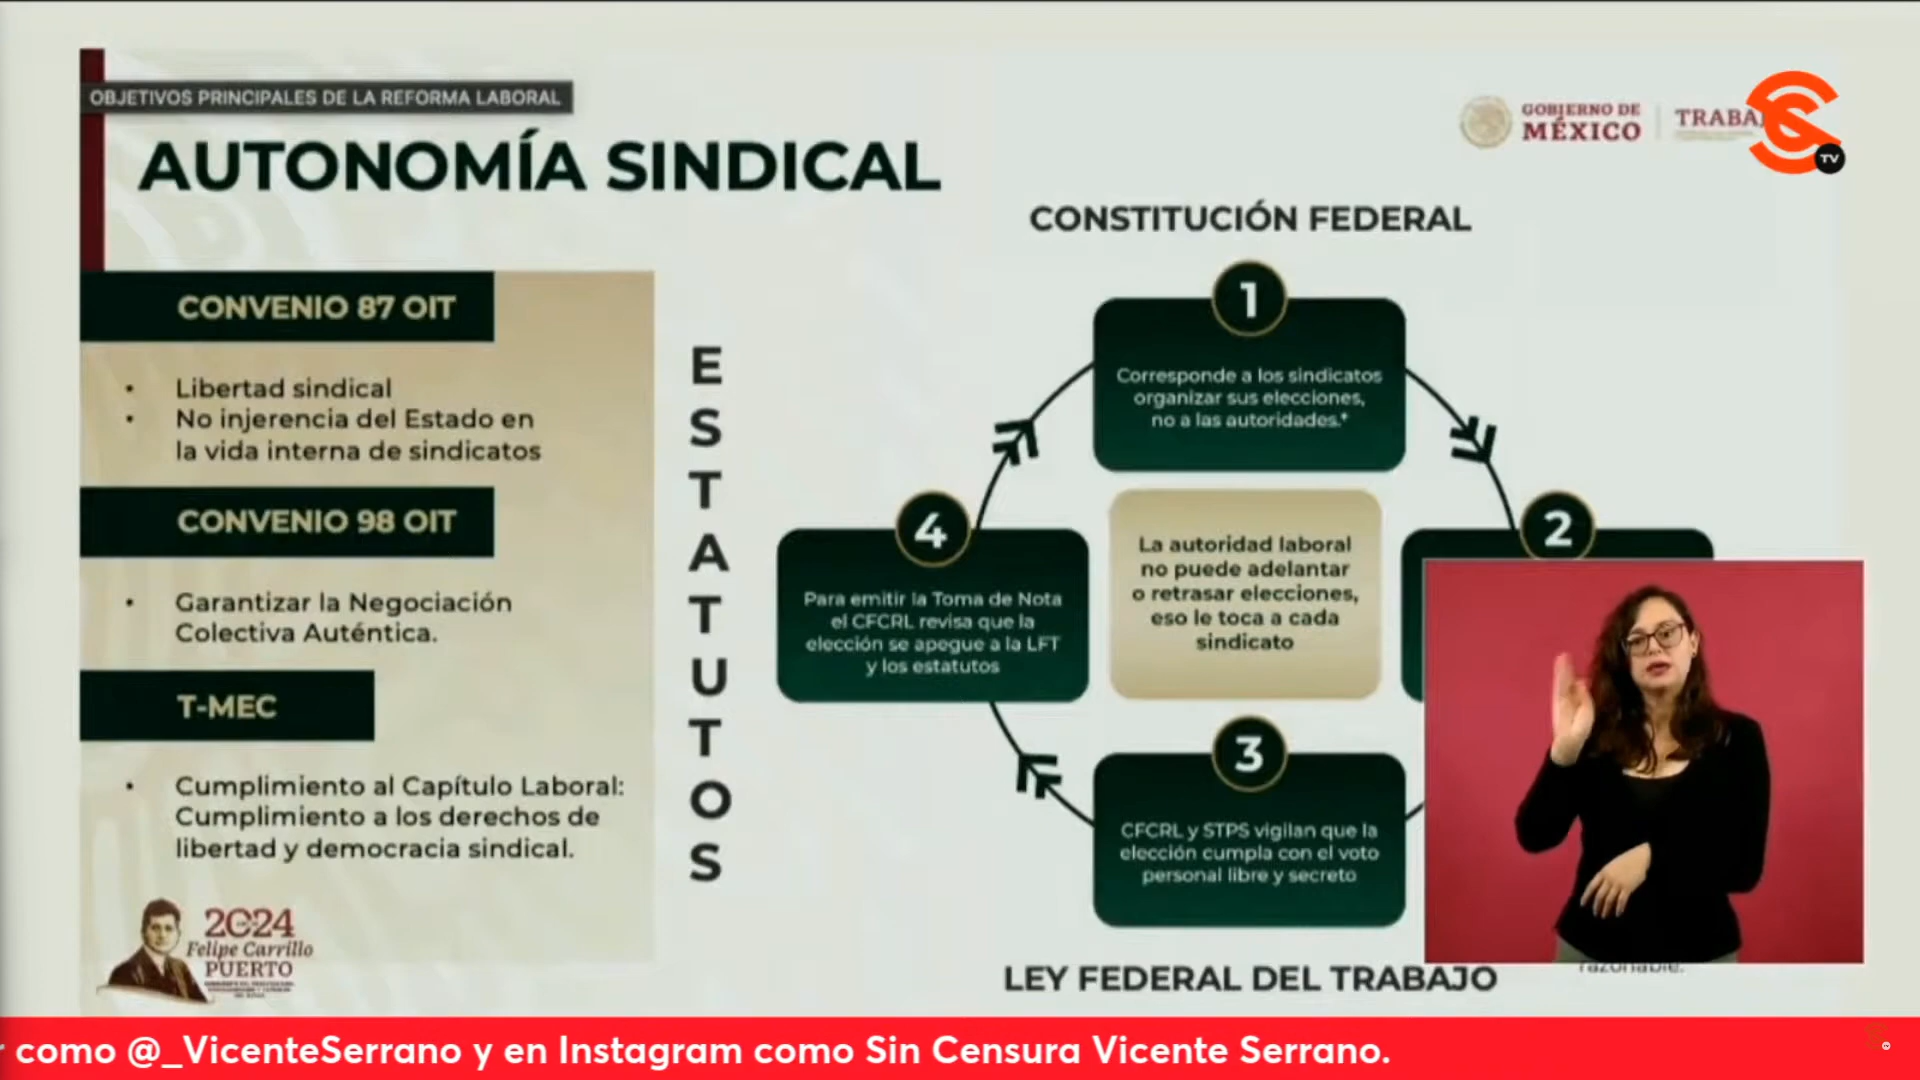 OBJETIVOS PRINCIPALES DE LA REFORMA LABORAL
AUTONOMÍA SINDICAL
GOBIERNO DE
MÉXICO
TV
CONSTITUCIÓN FEDERAL
CONVENIO 87 OIT
• Libertad sindical
• No injerencia del Estado en
la vida interna de sindicatos
CONVENIO 98 OIT
• Garantizar la Negociación
Colectiva Auténtica.
T-MEC
• Cumplimiento al Capítulo Laboral:
Cumplimiento a los derechos de
libertad y democracia sindical.
2024
Felipe Carrillo
PUERTO
E
S
T
A
T
U
T
O
S
1
Corresponde a los sindicatos
organizar sus elecciones,
no a las autoridades.*
2
La autoridad laboral
no puede adelantar
o retrasar elecciones,
eso le toca a cada
sindicato
4
Para emitir la Toma de Nota
el CFCRL revisa que la
elección se apegue a la LFT
y los estatutos
3
CFCRL y STPS vigilan que la
elección cumpla con el voto
personal libre y secreto
LEY FEDERAL DEL TRABAJO
razonable.
como @_VicenteSerrano y en Instagram como Sin Censura Vicente Serrano.